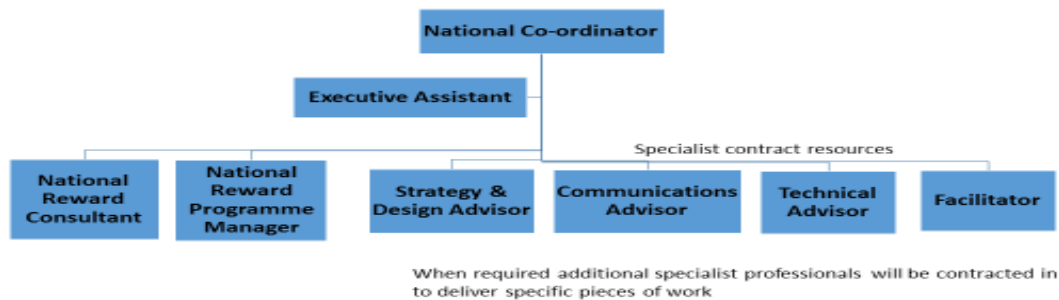 National Co-ordinator
Executive Assistant
Specialist contract resources
National
Reward
Consultant
National
Reward
Programme
Manager
Strategy &
Design Advisor
Communications
Advisor
Technical
Advisor
Facilitator
When required additional specialist professionals will be contracted in
to deliver specific pieces of work